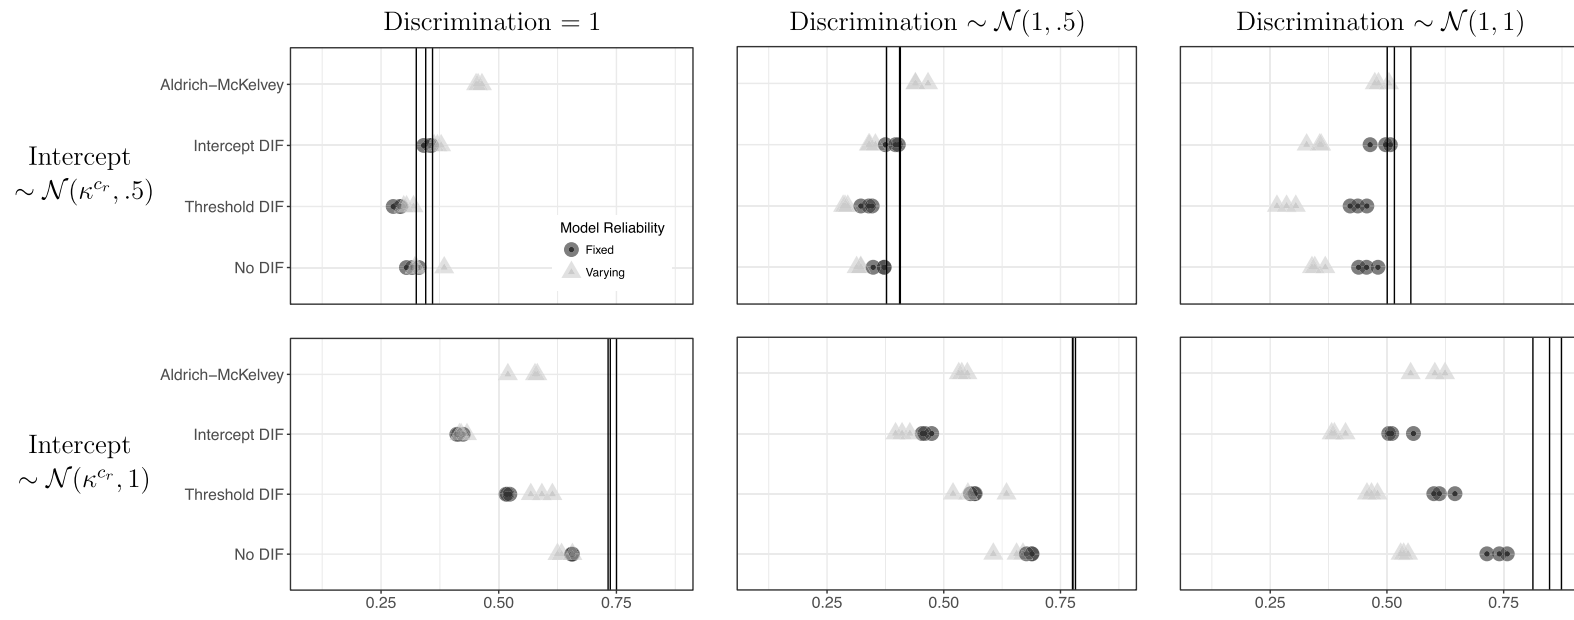 Discrimination = 1
Discrimination ∼ 𝒩(1, .5)
Discrimination ∼ 𝒩(1, 1)
Aldrich−McKelvey
Intercept DIF
Threshold DIF
No DIF
Intercept
∼ 𝒩(κ^{c_r}, .5)
Model Reliability
Fixed
Varying
Aldrich−McKelvey
Intercept DIF
Threshold DIF
No DIF
Intercept
∼ 𝒩(κ^{c_r}, 1)
0.25 0.50 0.75
0.25 0.50 0.75
0.25 0.50 0.75